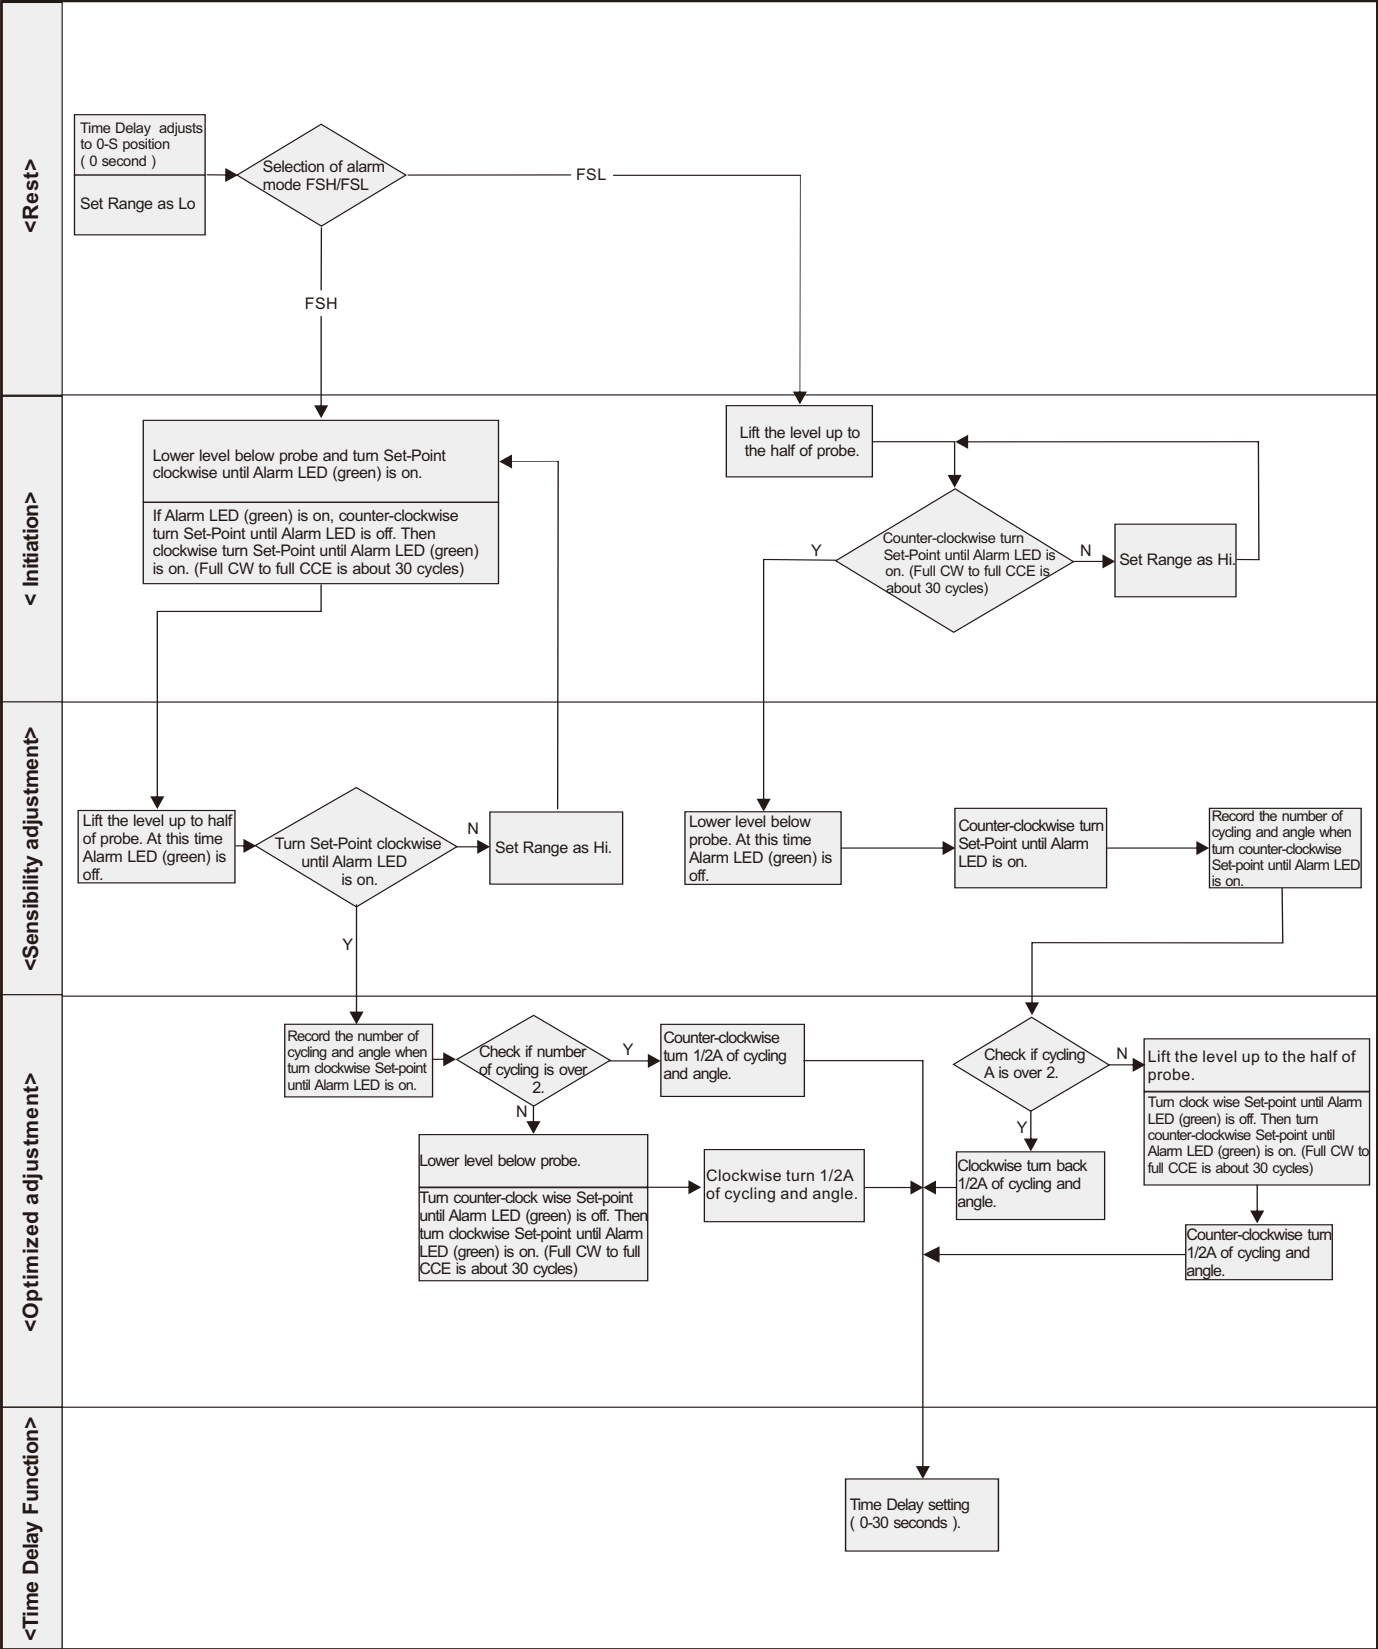 <Rest>
Time Delay adjusts
to 0-S position
( 0 second )
Set Range as Lo
Selection of alarm
mode FSH/FSL
FSL
FSH
< Initiation>
Lower level below probe and turn Set-Point
clockwise until Alarm LED (green) is on.
If Alarm LED (green) is on, counter-clockwise
turn Set-Point until Alarm LED is off. Then
clockwise turn Set-Point until Alarm LED (green)
is on. (Full CW to full CCE is about 30 cycles)
Lift the level up to
the half of probe.
Counter-clockwise turn
Set-Point until Alarm LED is
on. (Full CW to full CCE is
about 30 cycles)
Y
N
Set Range as Hi.
<Sensibility adjustment>
Lift the level up to half
of probe. At this time
Alarm LED (green) is
off.
Turn Set-Point clockwise
until Alarm LED
is on.
N
Set Range as Hi.
Y
Lower level below
probe. At this time
Alarm LED (green) is
off.
Counter-clockwise turn
Set-Point until Alarm
LED is on.
Record the number of
cycling and angle when
turn counter-clockwise
Set-point until Alarm LED
is on.
<Optimized adjustment>
Record the number of
cycling and angle when
turn clockwise Set-point
until Alarm LED is on.
Check if number
of cycling is over
2.
Y
Counter-clockwise
turn 1/2A of cycling
and angle.
N
Lower level below probe.
Turn counter-clock wise Set-point
until Alarm LED (green) is off. Then
turn clockwise Set-point until Alarm
LED (green) is on. (Full CW to full
CCE is about 30 cycles)
Clockwise turn 1/2A
of cycling and angle.
Check if cycling
A is over 2.
N
Y
Clockwise turn back
1/2A of cycling and
angle.
Lift the level up to the half of
probe.
Turn clock wise Set-point until Alarm
LED (green) is off. Then turn
counter-clockwise Set-point until
Alarm LED (green) is on. (Full CW to
full CCE is about 30 cycles)
Counter-clockwise turn
1/2A of cycling and
angle.
<Time Delay Function>
Time Delay setting
( 0-30 seconds ).